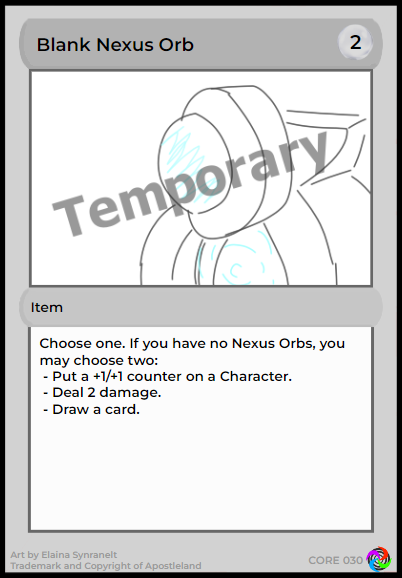 Blank Nexus Orb
2
Temporary
Item
Choose one. If you have no Nexus Orbs, you
may choose two:
- Put a +1/+1 counter on a Character.
- Deal 2 damage.
- Draw a card.
Art by Elaina Synranelt
Trademark and Copyright of Apostleland
CORE 030